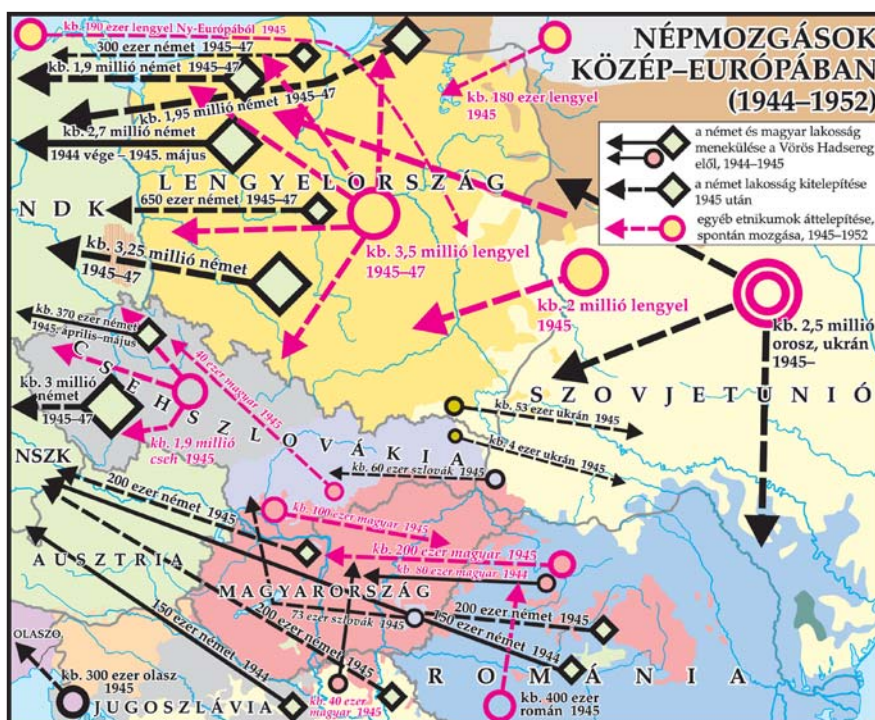 NÉPMOZGÁSOK
KÖZÉP–EURÓPÁBAN
(1944–1952)
a német és magyar lakosság
menekülése a Vörös Hadsereg
elől, 1944–1945
a német lakosság kitelepítése
1945 után
egyéb etnikumok áttelepítése,
spontán mozgása, 1945–1952
kb. 190 ezer lengyel Ny-Európából 1945
300 ezer német 1945–47
kb. 1,9 millió német 1945–47
kb. 1,95 millió német 1945–47
kb. 2,7 millió német
1944 vége – 1945. május
kb. 180 ezer lengyel
1945
LENGYELORSZÁG
NDK
650 ezer német 1945–47
kb. 3,5 millió lengyel
1945–47
kb. 3,25 millió német
1945–47
kb. 2 millió lengyel
1945
kb. 2,5 millió
orosz, ukrán
1945–
kb. 370 ezer német
1945. április–május
40 ezer magyar 1945
SZOVJETUNIÓ
CSEHSZLOVÁKIA
kb. 3 millió
német
1945–47
kb. 1,9 millió
cseh 1945
kb. 53 ezer ukrán 1945
kb. 4 ezer ukrán 1945
NSZK
kb. 60 ezer szlovák 1945
200 ezer német 1945
kb. 100 ezer magyar 1945
kb. 200 ezer magyar 1945
kb. 80 ezer magyar 1944
AUSZTRIA
MAGYARORSZÁG
73 ezer szlovák 1945
200 ezer német 1945
150 ezer német 1944
200 ezer német 1945
150 ezer német 1944
OLASZO.
kb. 300 ezer olasz
1945
JUGOSZLÁVIA
kb. 40 ezer
magyar 1945
ROMÁNIA
kb. 400 ezer
román 1945